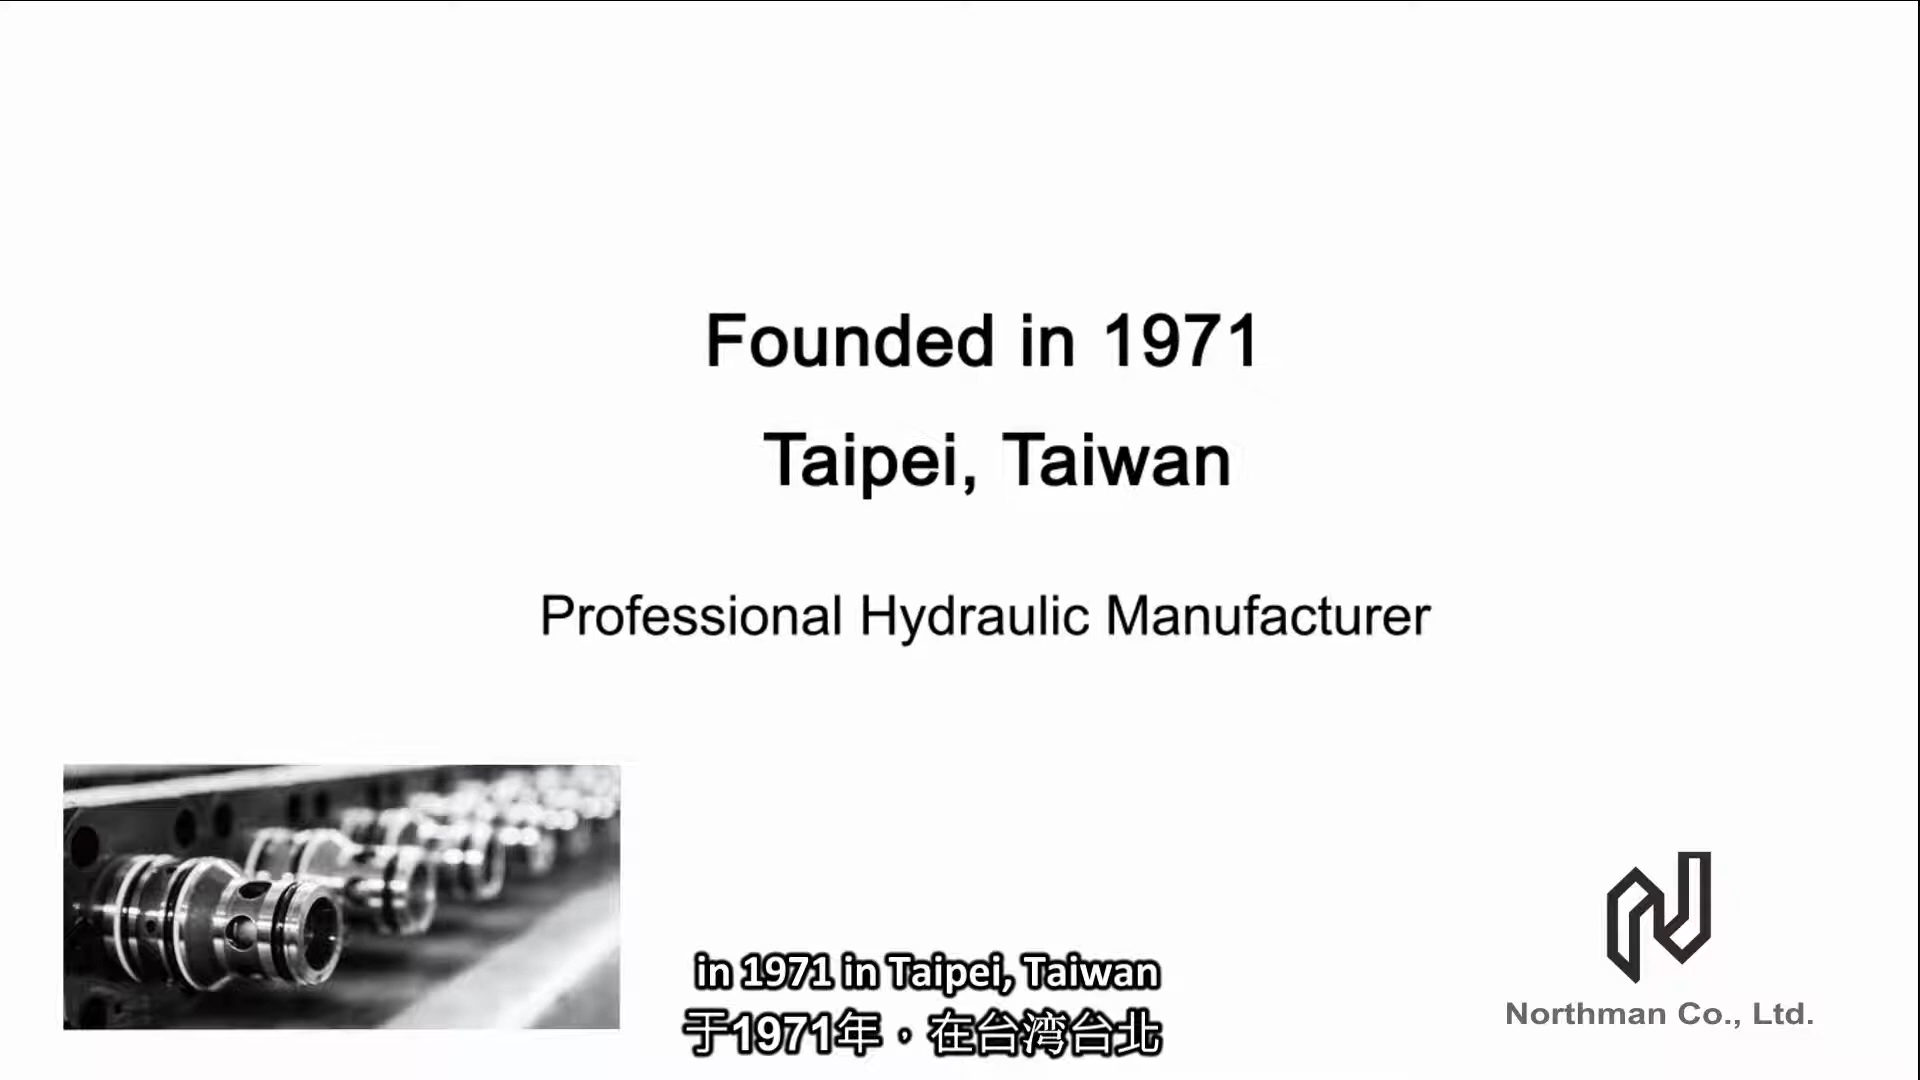 Founded in 1971
Taipei, Taiwan
Professional Hydraulic Manufacturer
in 1971 in Taipei, Taiwan
于1971年，在台湾台北
Northman Co., Ltd.